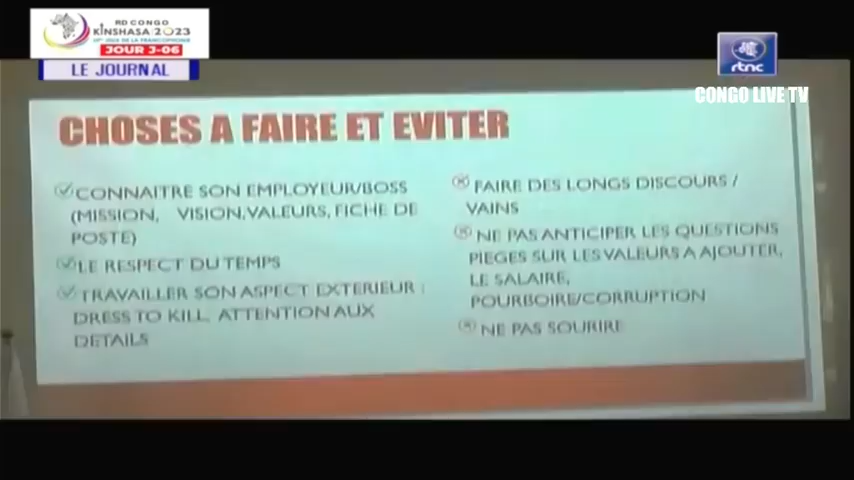 RD CONGO
KINSHASA 2023
JOUR J-06
LE JOURNAL
rtnc
CONGO LIVE TV
CHOSES A FAIRE ET EVITER
CONNAITRE SON EMPLOYEUR/BOSS
(MISSION, VISION,VALEURS, FICHE DE
POSTE)
LE RESPECT DU TEMPS
TRAVAILLER SON ASPECT EXTERIEUR :
DRESS TO KILL, ATTENTION AUX
DETAILS
FAIRE DES LONGS DISCOURS /
VAINS
NE PAS ANTICIPER LES QUESTIONS
PIEGES SUR LES VALEURS A AJOUTER,
LE SALAIRE,
POURBOIRE/CORRUPTION
NE PAS SOURIRE